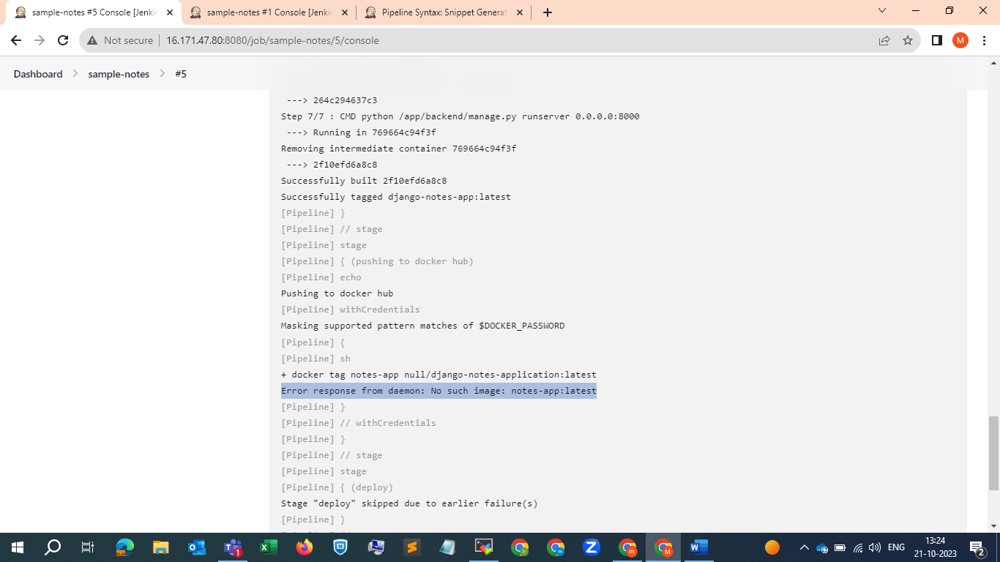 sample-notes #5 Console [Jenki
sample-notes #1 Console [Jenki
Pipeline Syntax: Snippet Generat
Not secure
16.171.47.80:8080/job/sample-notes/5/console
M
Dashboard
sample-notes
#5
---> 264c294637c3
Step 7/7 : CMD python /app/backend/manage.py runserver 0.0.0.0:8000
---> Running in 769664c94f3f
Removing intermediate container 769664c94f3f
---> 2f10efd6a8c8
Successfully built 2f10efd6a8c8
Successfully tagged django-notes-app:latest
[Pipeline] }
[Pipeline] // stage
[Pipeline] stage
[Pipeline] { (pushing to docker hub)
[Pipeline] echo
Pushing to docker hub
[Pipeline] withCredentials
Masking supported pattern matches of $DOCKER_PASSWORD
[Pipeline] {
[Pipeline] sh
+ docker tag notes-app null/django-notes-application:latest
Error response from daemon: No such image: notes-app:latest
[Pipeline] }
[Pipeline] // withCredentials
[Pipeline] }
[Pipeline] // stage
[Pipeline] stage
[Pipeline] { (deploy)
Stage "deploy" skipped due to earlier failure(s)
[Pipeline] }
ENG
13:24
21-10-2023
2